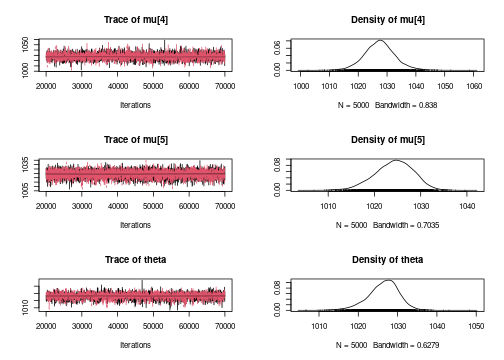 Trace of mu[4]
1000 1050
20000 30000 40000 50000 60000 70000
Iterations
Density of mu[4]
0.00 0.06
1000 1010 1020 1030 1040 1050 1060
N = 5000 Bandwidth = 0.838
Trace of mu[5]
1005 1035
20000 30000 40000 50000 60000 70000
Iterations
Density of mu[5]
0.00 0.08
1010 1020 1030 1040
N = 5000 Bandwidth = 0.7035
Trace of theta
1010
20000 30000 40000 50000 60000 70000
Iterations
Density of theta
0.00 0.08
1010 1020 1030 1040 1050
N = 5000 Bandwidth = 0.6279